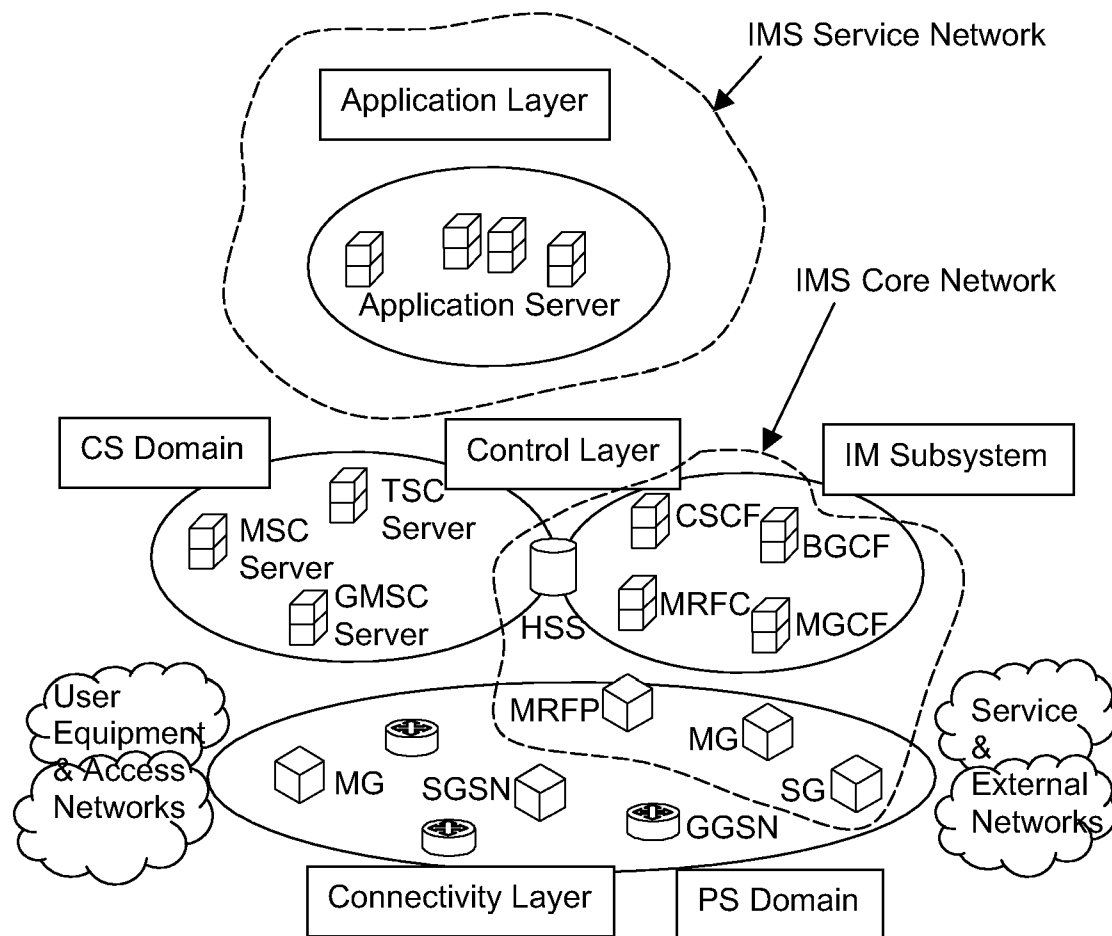 IMS Service Network
Application Layer
Application Server
IMS Core Network
CS Domain
Control Layer
IM Subsystem
TSC
Server
MSC
Server
GMSC
Server
HSS
CSCF
BGCF
MRFC
MGCF
User
Equipment
& Access
Networks
MRFP
MG
MG
SGSN
SG
GGSN
Service
&
External
Networks
Connectivity Layer
PS Domain